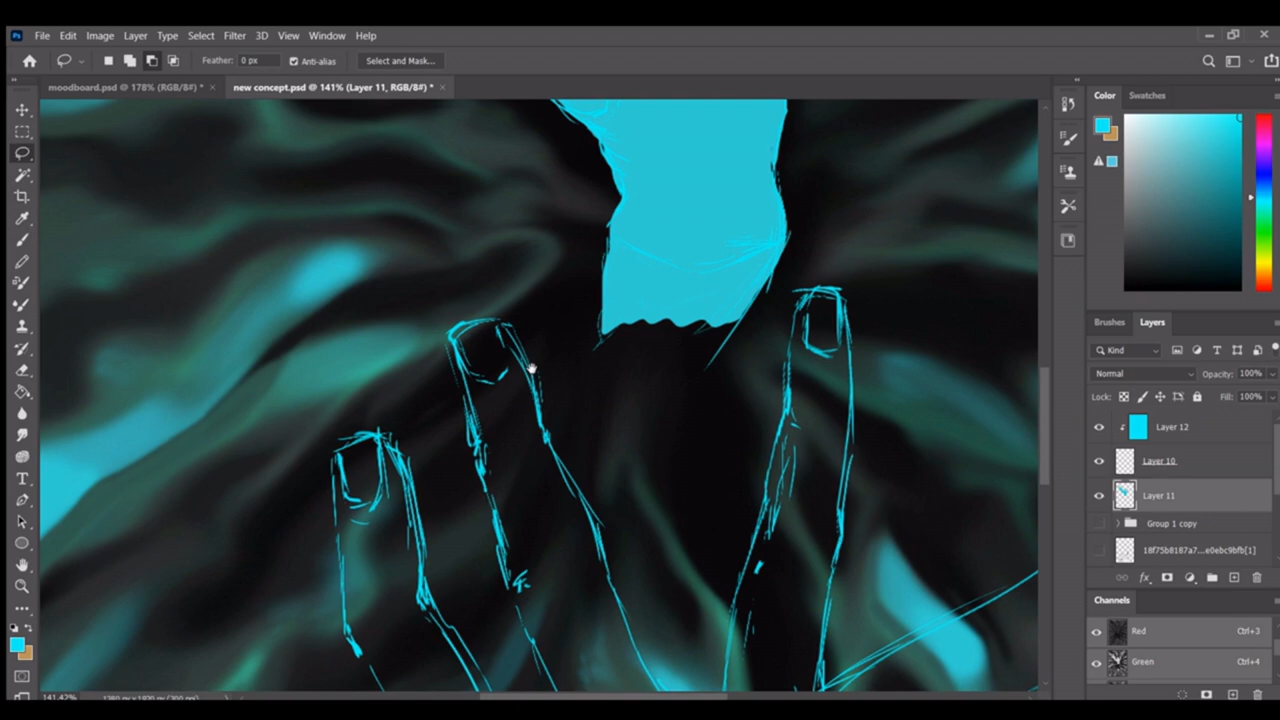 Ps File Edit Image Layer Type Select Filter 3D View Window Help
Feather: 0 px Anti-alias Select and Mask...
moodboard.psd @ 178% (RGB/8#) * × new concept.psd @ 141% (Layer 11, RGB/8#) * ×
Color Swatches
Brushes Layers
Kind
Normal Opacity: 100%
Lock: Fill: 100%
Layer 12
Layer 10
Layer 11
Group 1 copy
18f75b8187a7...e0ebc9bfb[1]
fx
Channels
Red Ctrl+3
Green Ctrl+4
141.42%